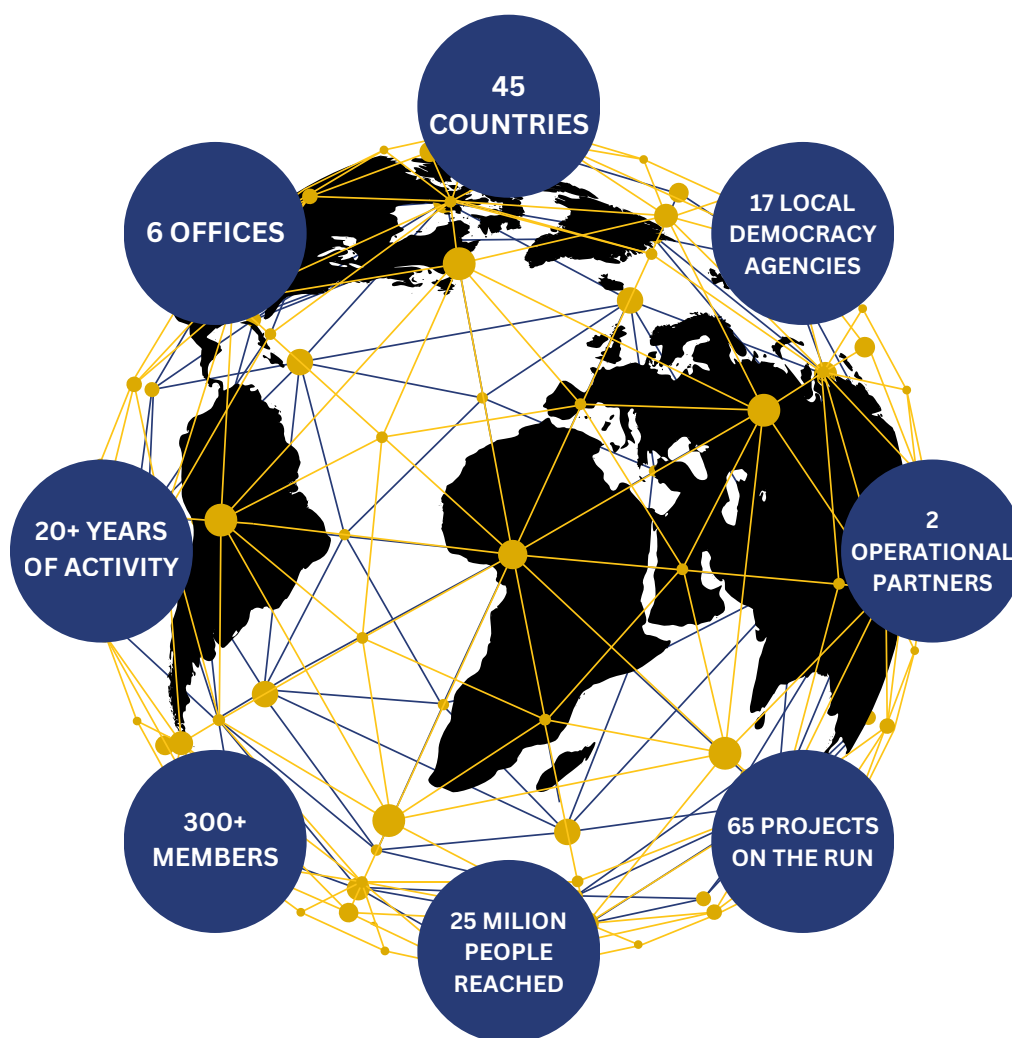 45
COUNTRIES
6 OFFICES
17 LOCAL
DEMOCRACY
AGENCIES
20+ YEARS
OF ACTIVITY
2
OPERATIONAL
PARTNERS
300+
MEMBERS
65 PROJECTS
ON THE RUN
25 MILION
PEOPLE
REACHED